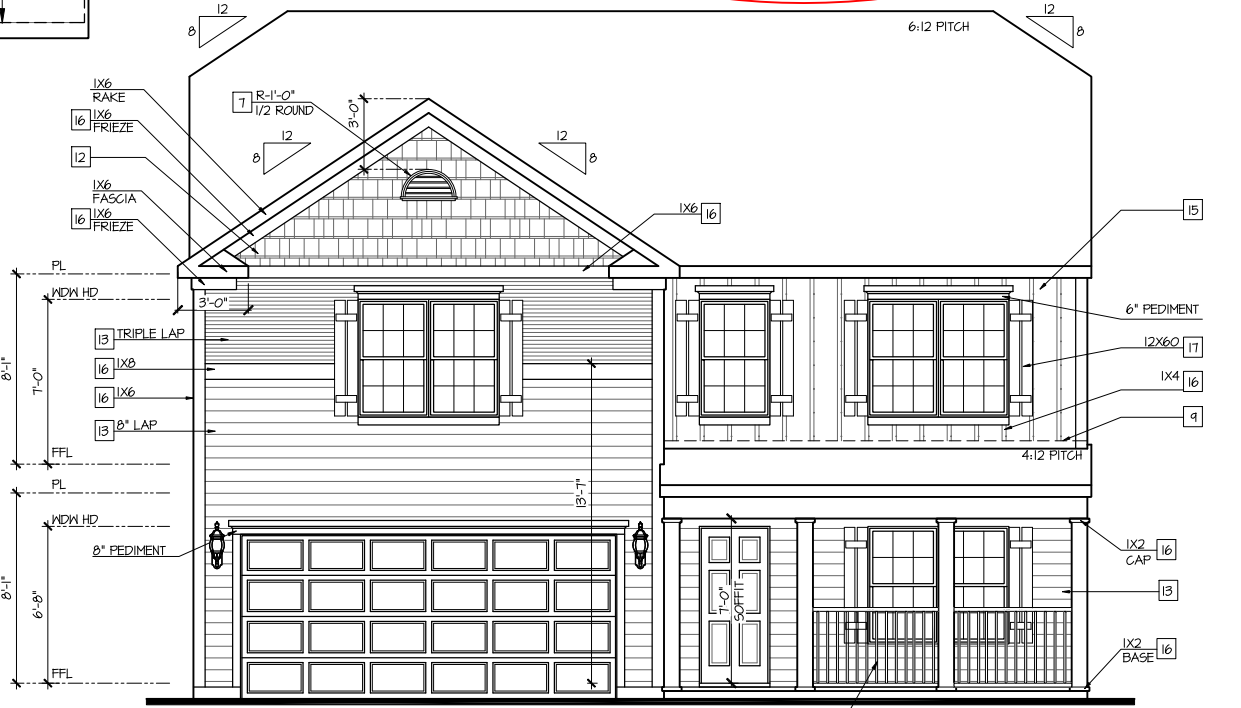 12
8
6:12 PITCH
12
8
1X6
RAKE
16 1X6
FRIEZE
12
1X6
FASCIA
16 1X6
FRIEZE
7 R-1'-0"
1/2 ROUND
3'-0"
12
8
12
8
1X6 16
15
PL
WDW HD
3'-0"
6" PEDIMENT
13 TRIPLE LAP
12X60 17
16 1X8
1X4 16
16 1X6
9
13 8" LAP
8'-1"
7'-0"
FFL
4:12 PITCH
PL
13'-7"
WDW HD
8" PEDIMENT
1X2 16
CAP
8'-1"
6'-8"
7'-0"
SOFFIT
13
1X2 16
BASE
FFL